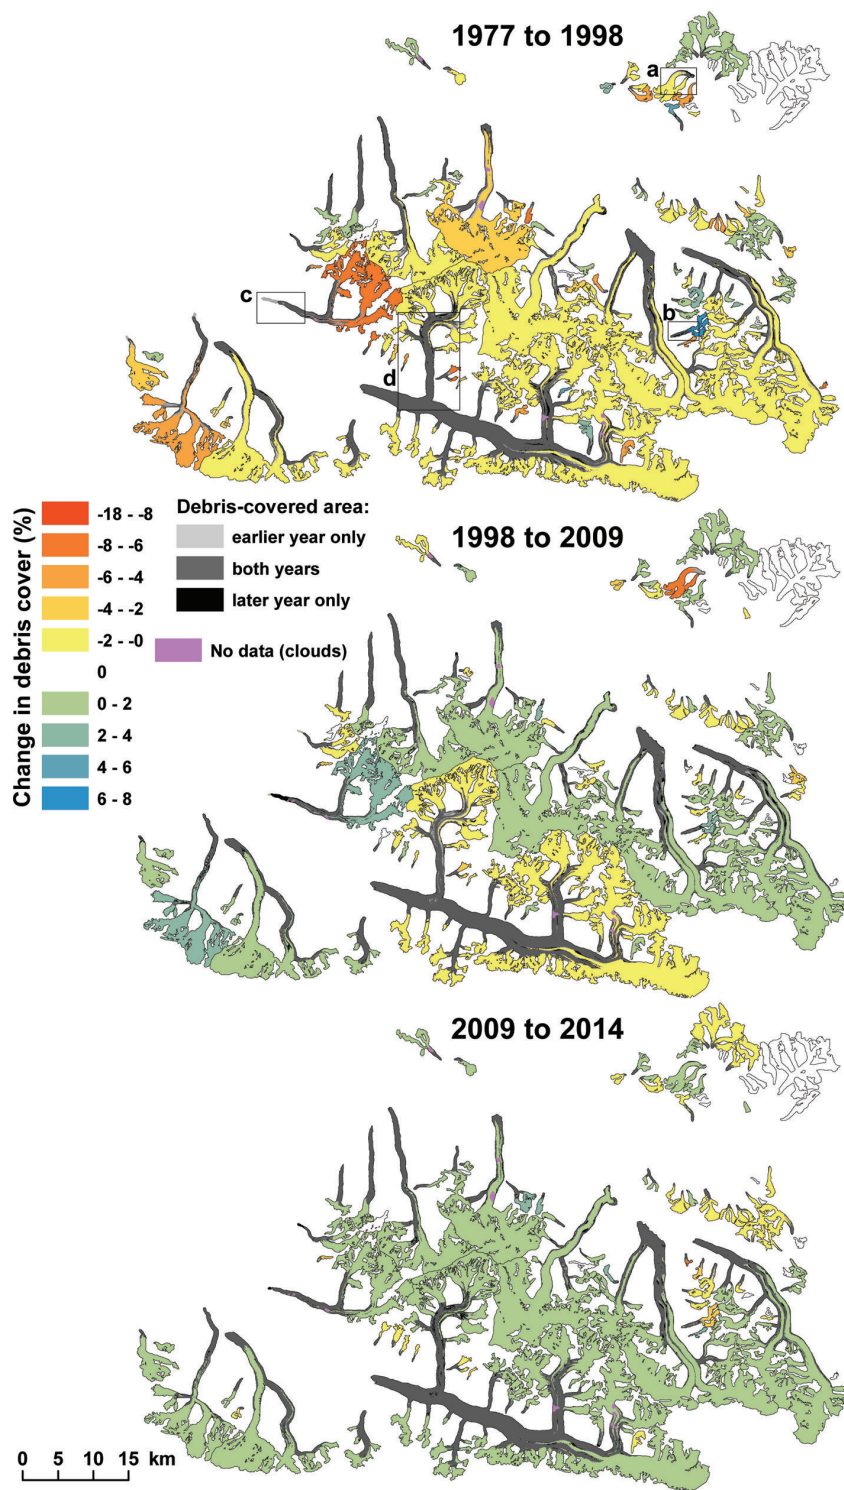 1977 to 1998
a
b
c
d
Change in debris cover (%)
-18 - -8
-8 - -6
-6 - -4
-4 - -2
-2 - -0
0
0 - 2
2 - 4
4 - 6
6 - 8
Debris-covered area:
earlier year only
both years
later year only
No data (clouds)
1998 to 2009
2009 to 2014
0 5 10 15 km